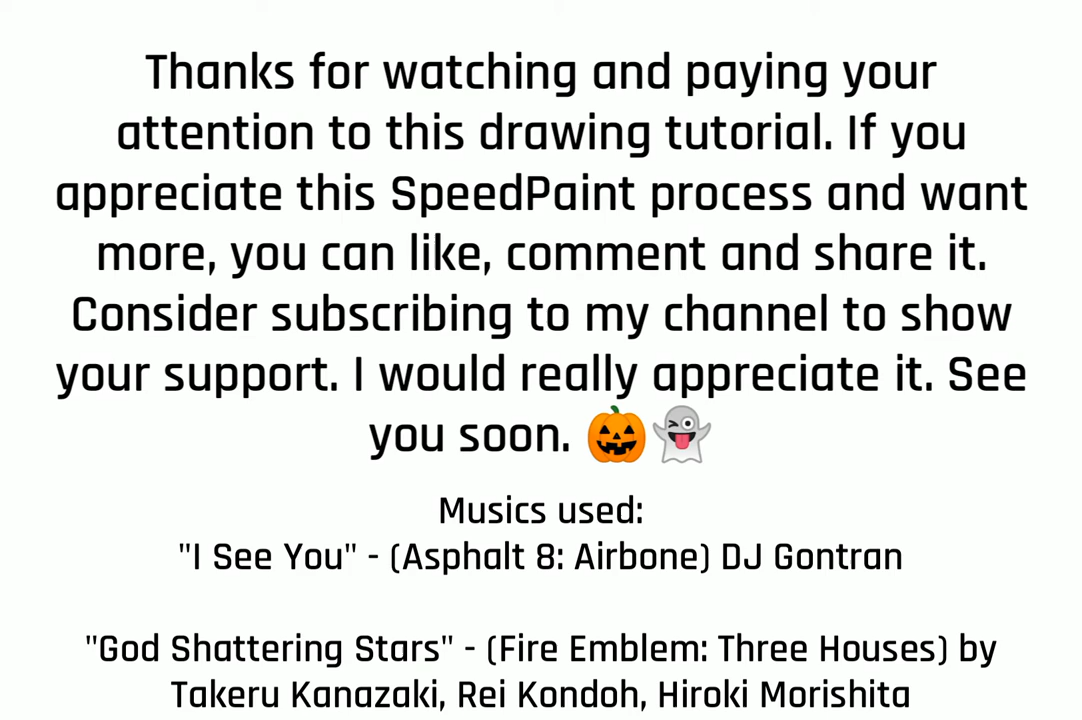 Thanks for watching and paying your
attention to this drawing tutorial. If you
appreciate this SpeedPaint process and want
more, you can like, comment and share it.
Consider subscribing to my channel to show
your support. I would really appreciate it. See
you soon. 🎃👻
Musics used:
"I See You" - (Asphalt 8: Airbone) DJ Gontran
"God Shattering Stars" - (Fire Emblem: Three Houses) by
Takeru Kanazaki, Rei Kondoh, Hiroki Morishita